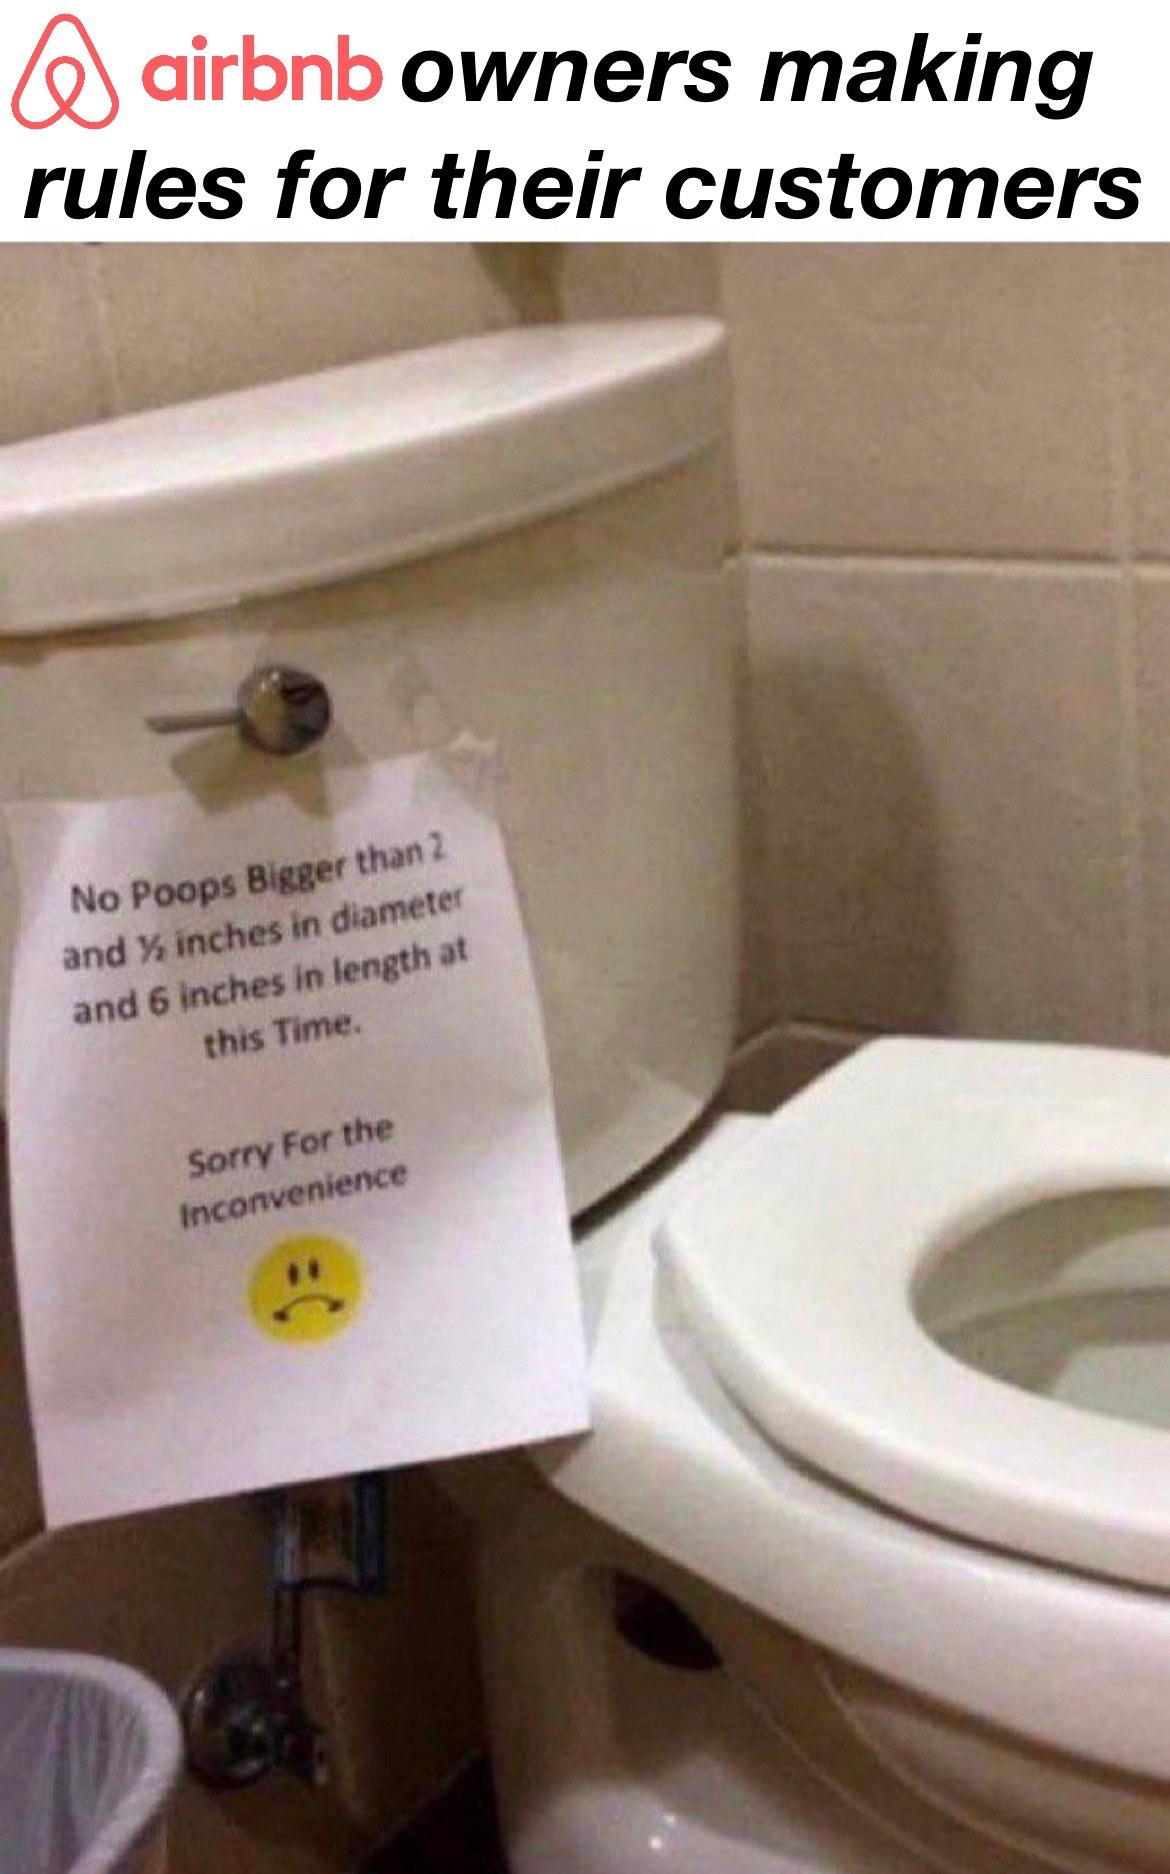 airbnb owners making
rules for their customers
No Poops Bigger than 2
and ½ inches in diameter
and 6 inches in length at
this Time.
Sorry For the
Inconvenience